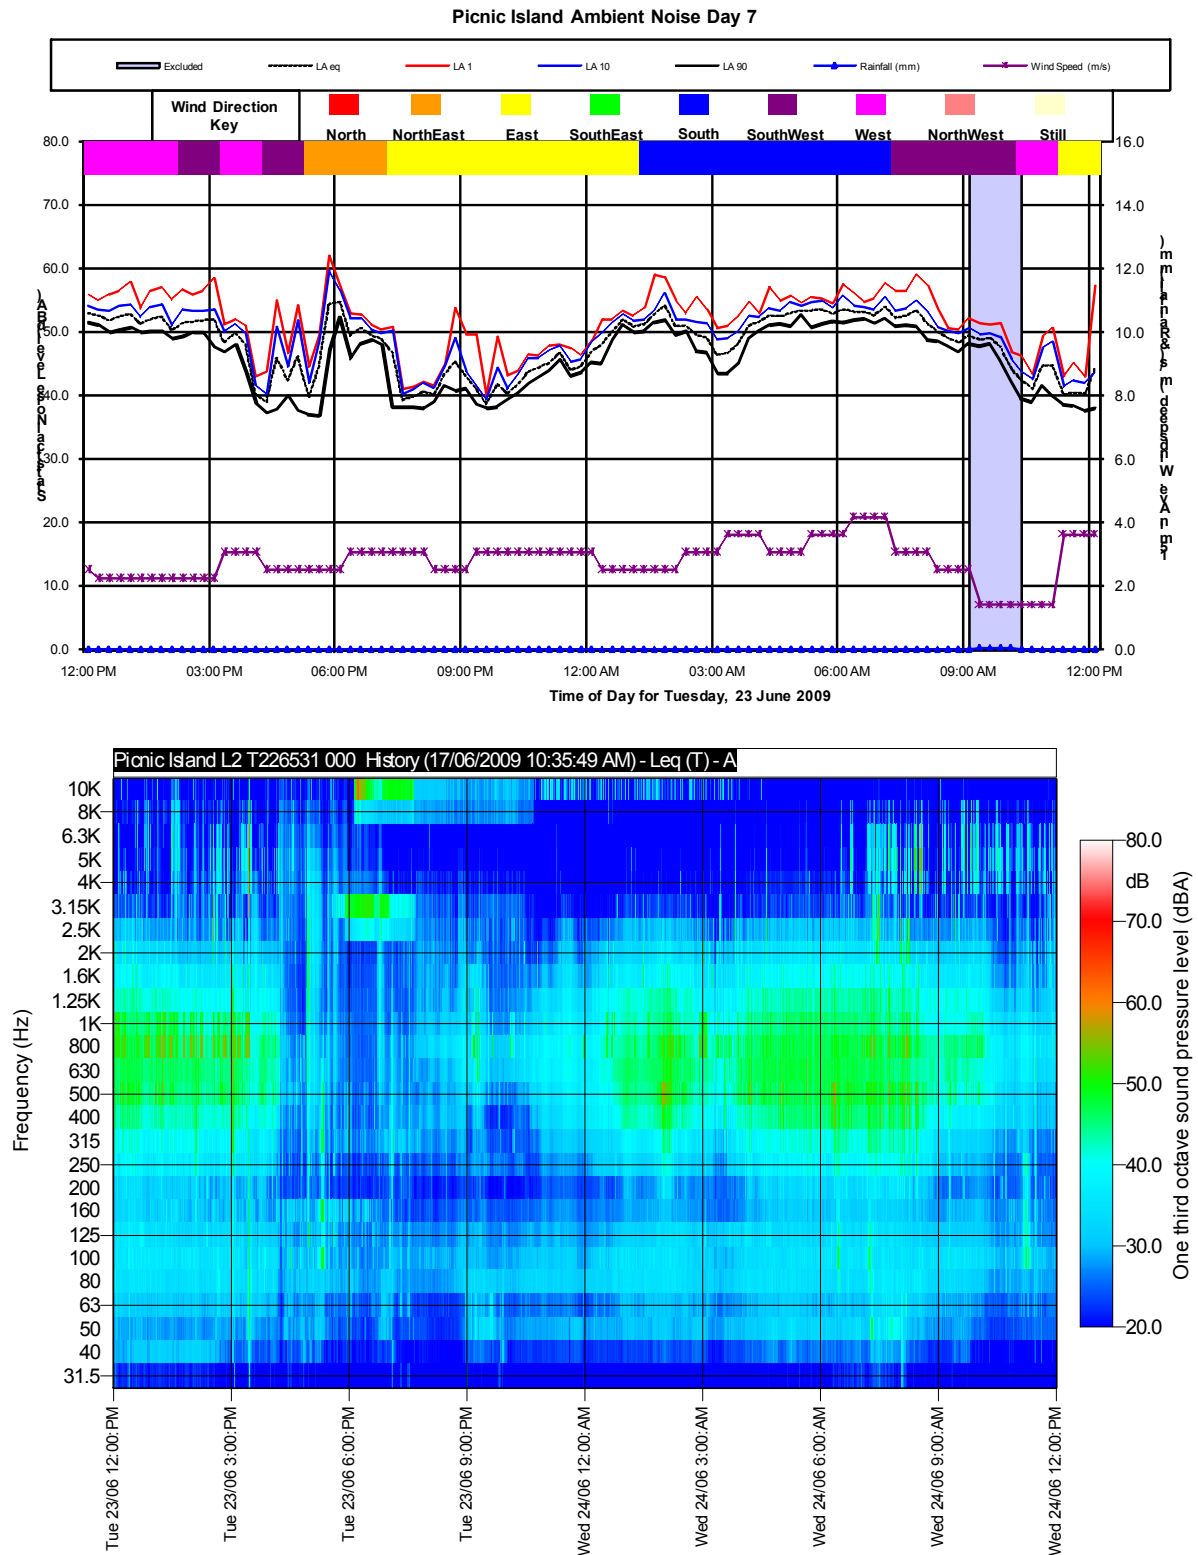 Picnic Island Ambient Noise Day 7
Excluded LA eq LA 1 LA 10 LA 90 Rainfall (mm) Wind Speed (m/s)
Wind Direction
Key
North NorthEast East SouthEast South SouthWest West NorthWest Still
80.0 16.0
70.0 14.0
60.0 12.0
50.0 10.0
40.0 8.0
30.0 6.0
20.0 4.0
10.0 2.0
0.0 0.0
12:00 PM 03:00 PM 06:00 PM 09:00 PM 12:00 AM 03:00 AM 06:00 AM 09:00 AM 12:00 PM
Time of Day for Tuesday, 23 June 2009
Picnic Island L2 T226531 000 History (17/06/2009 10:35:49 AM) - Leq (T) - A
Frequency (Hz)
10K
8K
6.3K
5K
4K
3.15K
2.5K
2K
1.6K
1.25K
1K
800
630
500
400
315
250
200
160
125
100
80
63
50
40
31.5
80.0
dB
70.0
60.0
50.0
40.0
30.0
20.0
One third octave sound pressure level (dBA)
Tue 23/06 12:00:PM
Tue 23/06 3:00:PM
Tue 23/06 6:00:PM
Tue 23/06 9:00:PM
Wed 24/06 12:00:AM
Wed 24/06 3:00:AM
Wed 24/06 6:00:AM
Wed 24/06 9:00:AM
Wed 24/06 12:00:PM